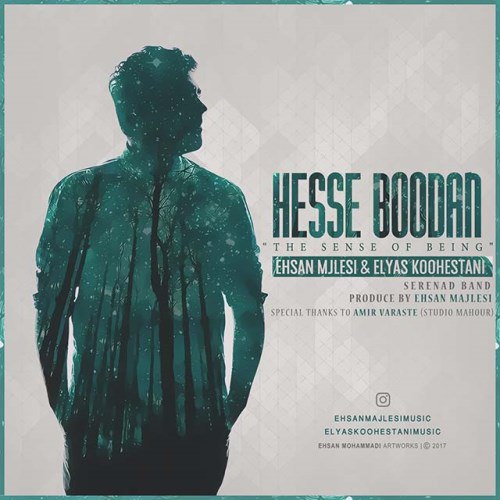 HESSE BOODAN
"THE SENSE OF BEING"
EHSAN MJLESI & ELYAS KOOHESTANI
SERENAD BAND
PRODUCE BY EHSAN MAJLESI
SPECIAL THANKS TO AMIR VARASTE (STUDIO MAHOUR)
EHSANMAJLESIMUSIC
ELYASKOOHESTANIMUSIC
EHSAN MOHAMMADI ARTWORKS | © 2017